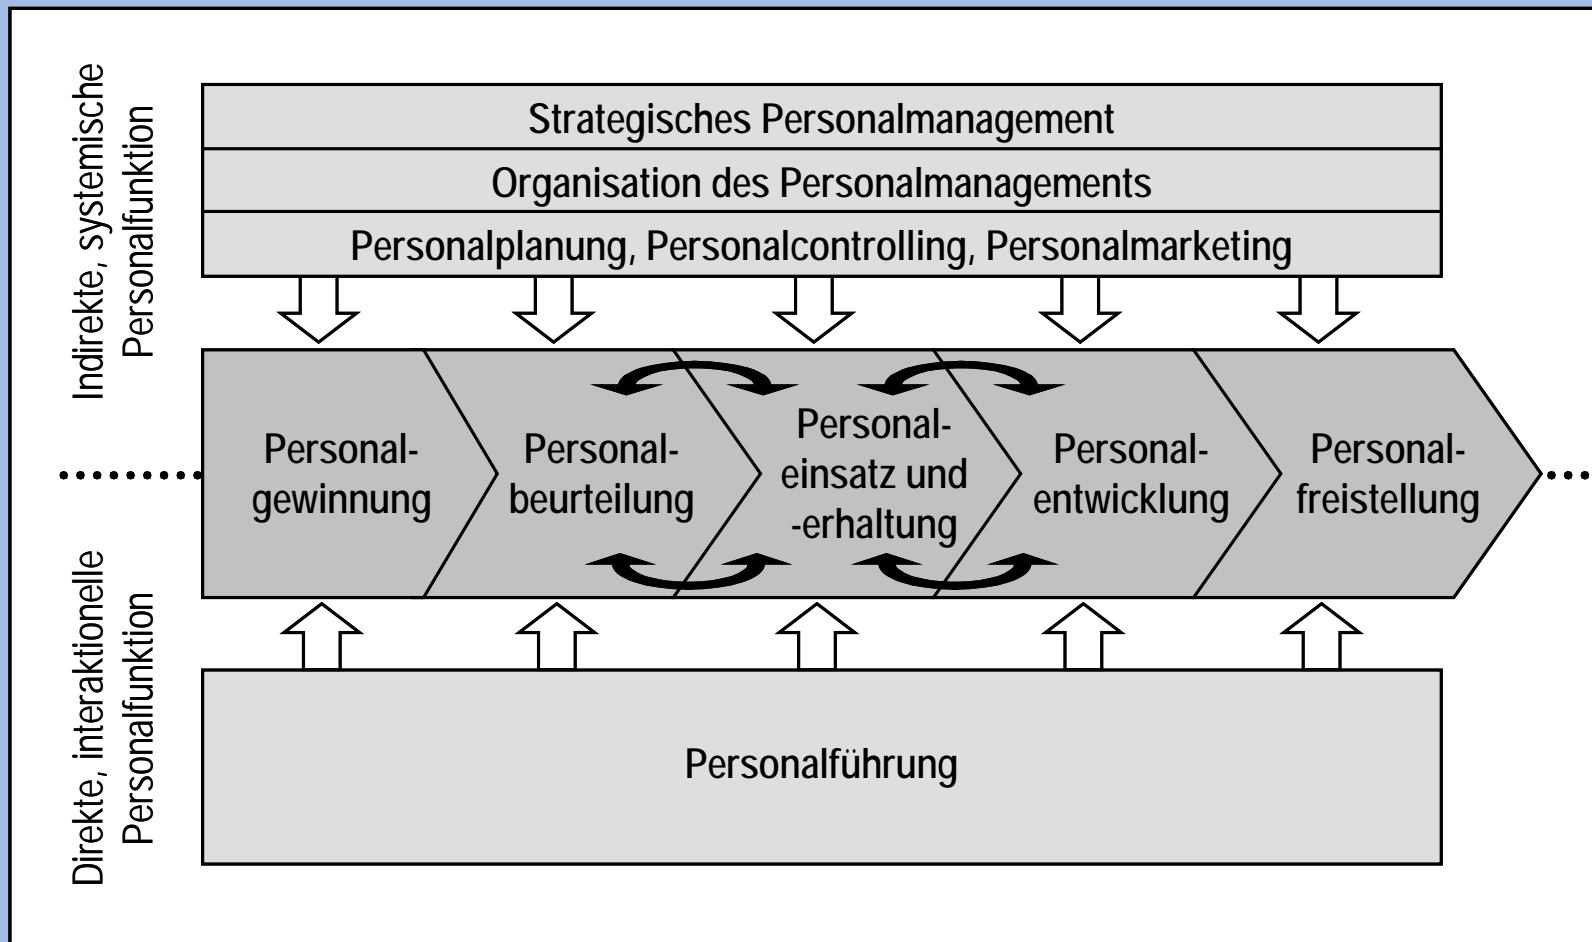 Indirekte, systemische
Personalfunktion
Strategisches Personalmanagement
Organisation des Personalmanagements
Personalplanung, Personalcontrolling, Personalmarketing
Personal-
gewinnung
Personal-
beurteilung
Personal-
einsatz und
-erhaltung
Personal-
entwicklung
Personal-
freistellung
Direkte, interaktionelle
Personalfunktion
Personalführung